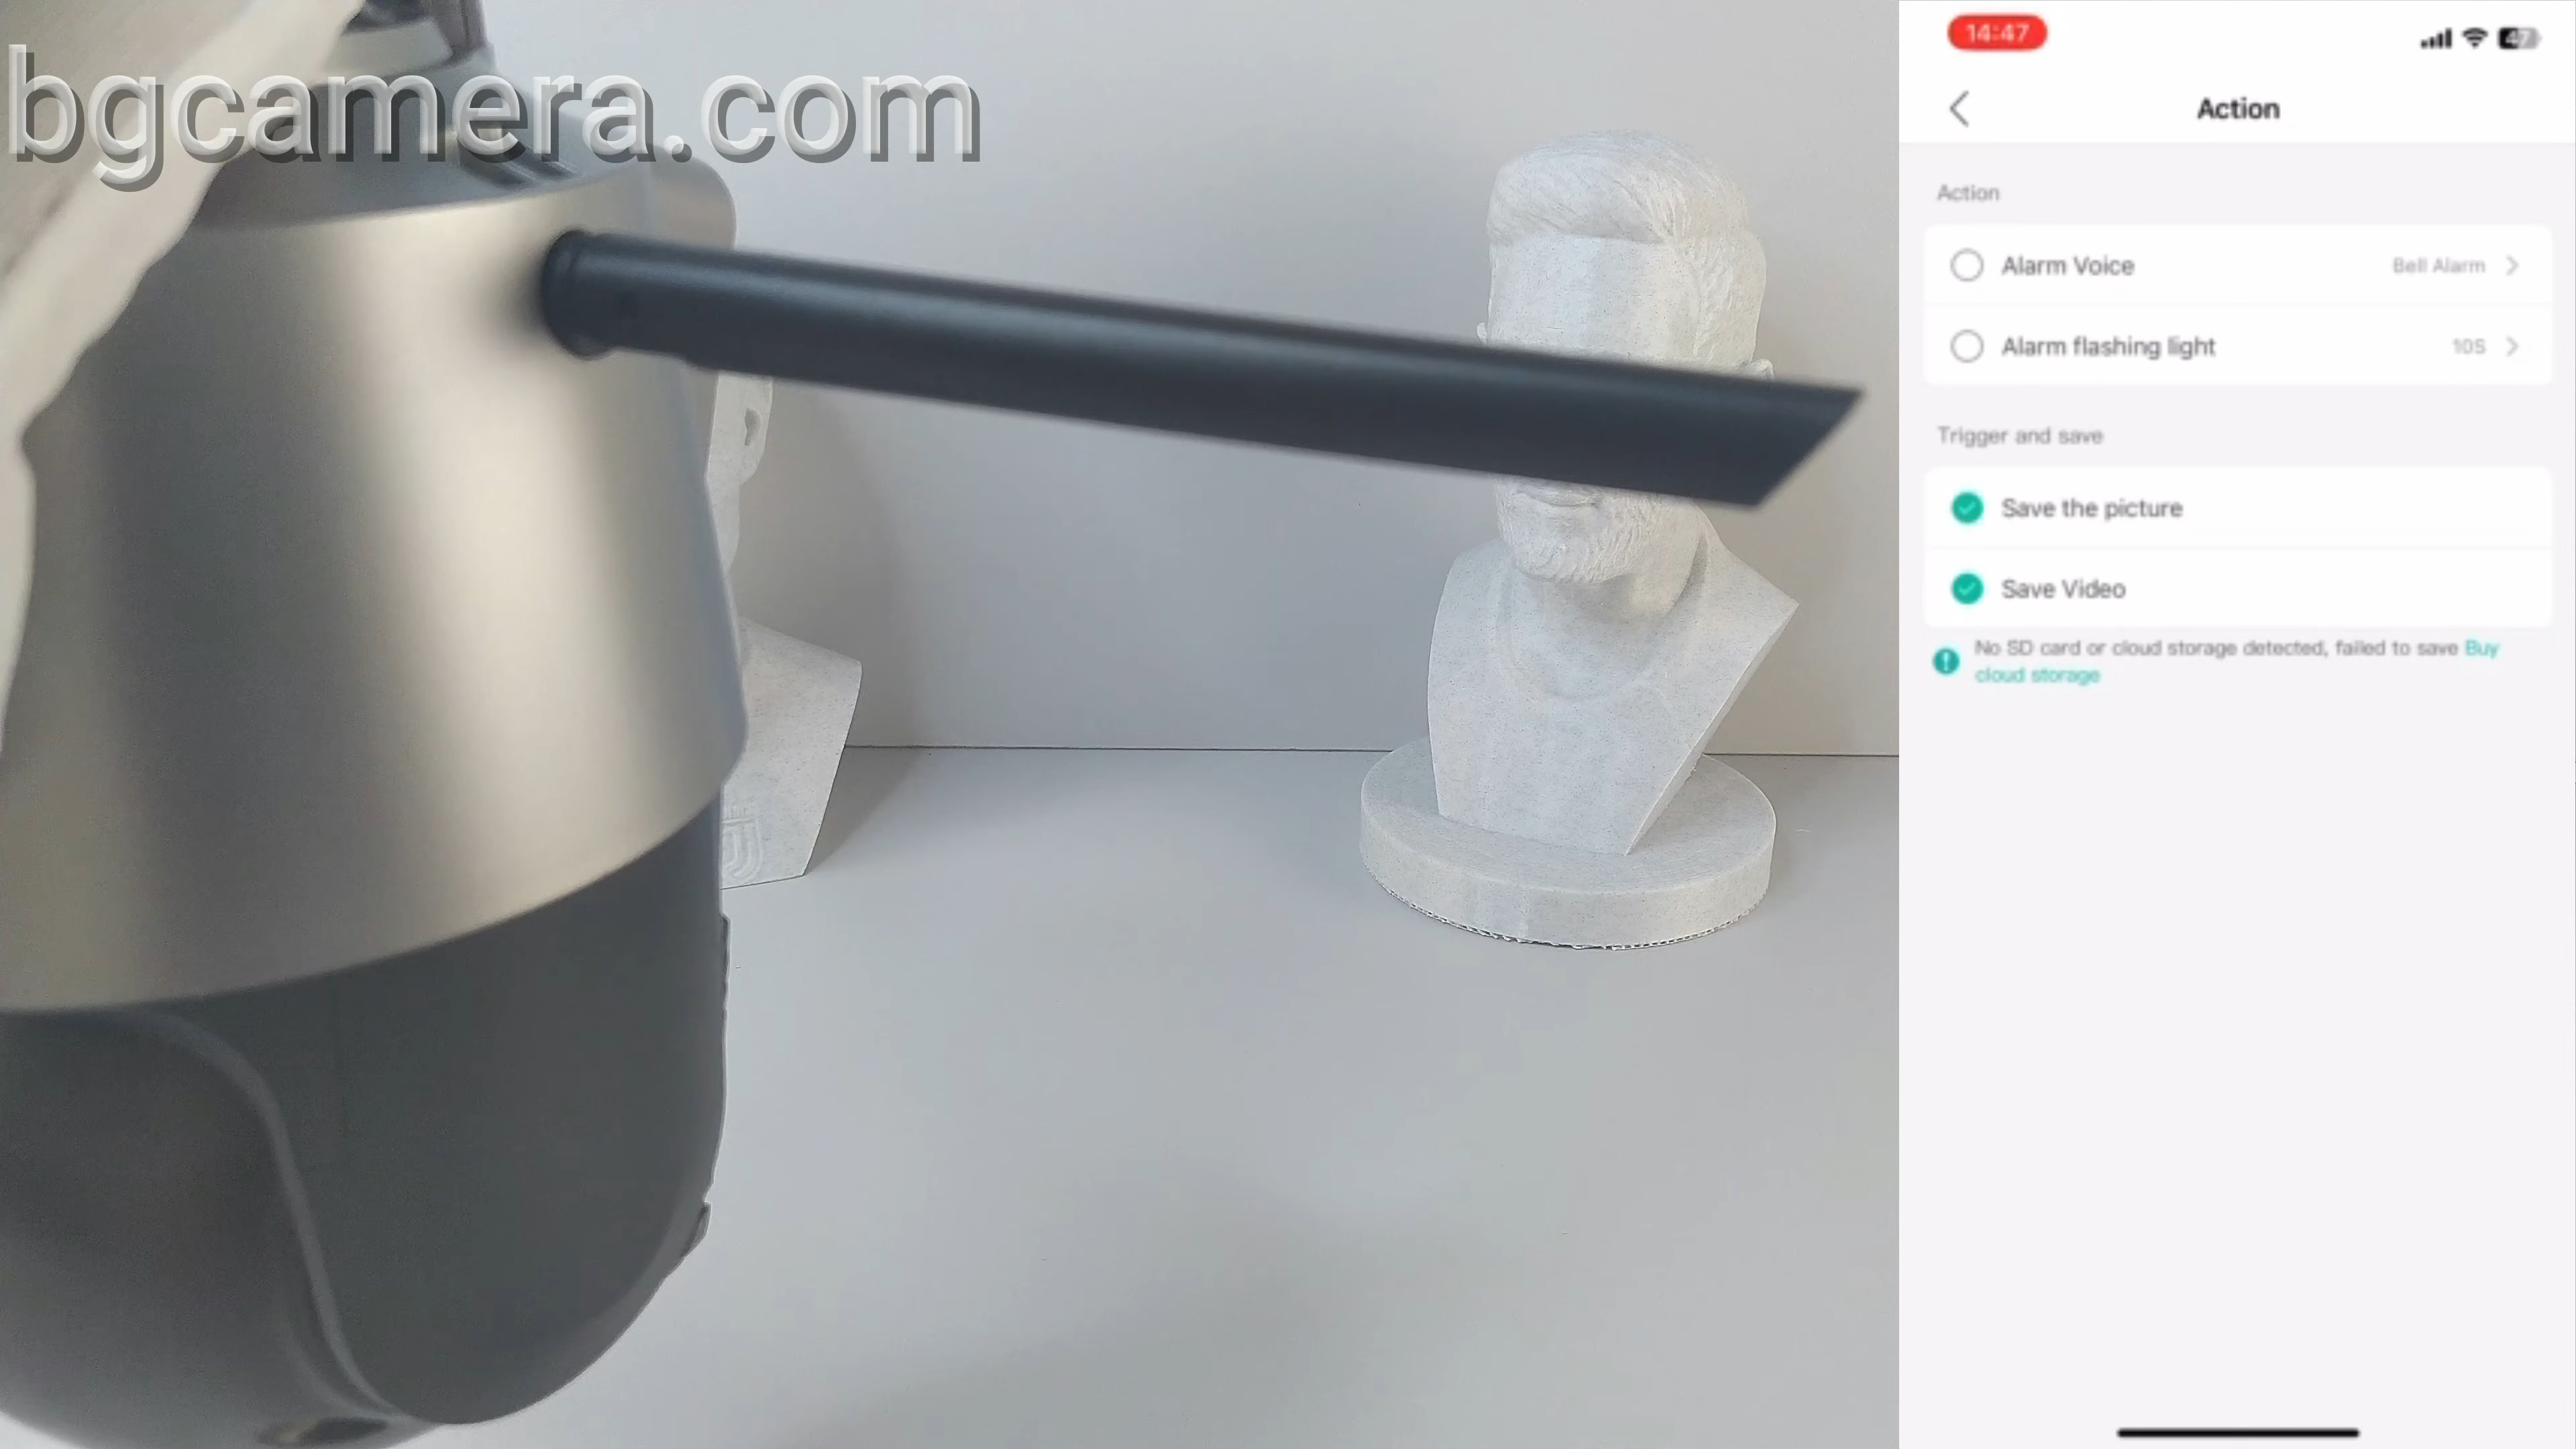 bgcamera.com
14:47
47
Action
Action
Alarm Voice
Bell Alarm
Alarm flashing light
10S
Trigger and save
Save the picture
Save Video
No SD card or cloud storage detected, failed to save Buy
cloud storage